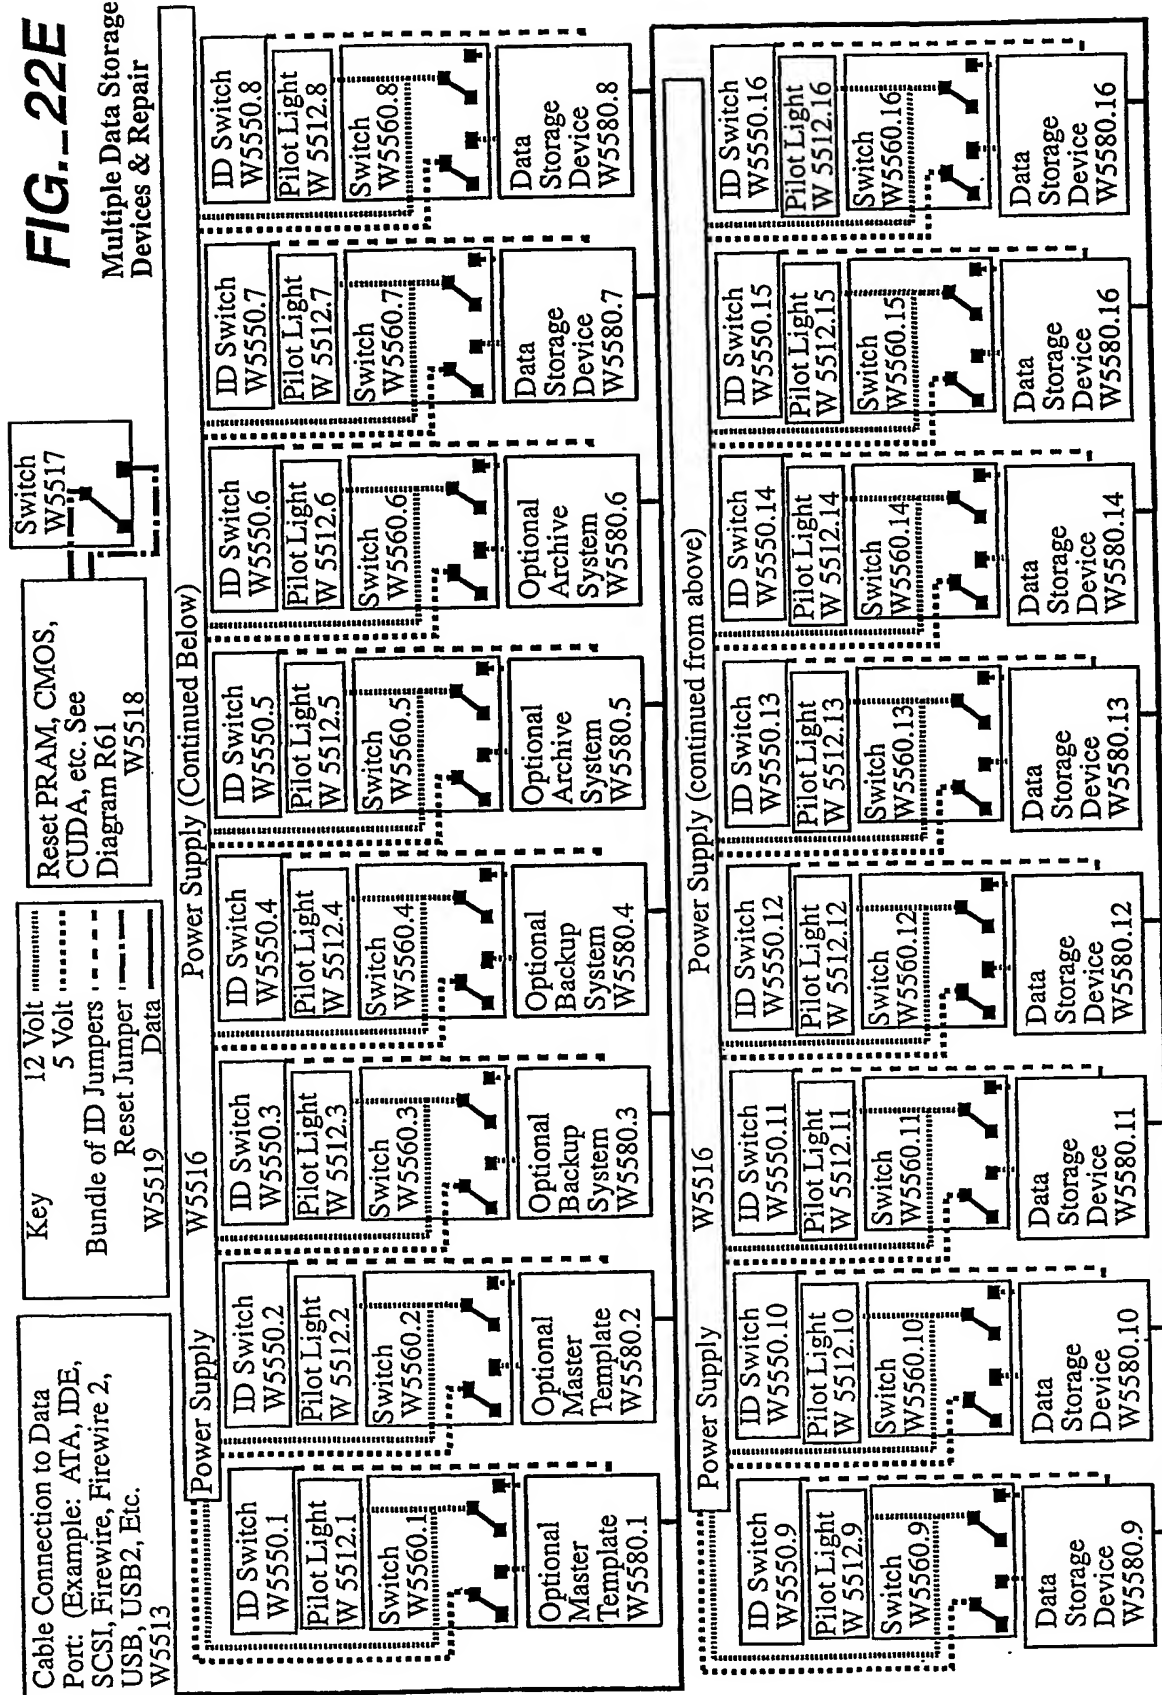 FIG._22E
Multiple Data Storage
Devices & Repair
Cable Connection to Data
Port: (Example: ATA, IDE,
SCSI, Firewire, Firewire 2,
USB, USB2, Etc.
W5513
Key
12 Volt
5 Volt
Bundle of ID Jumpers
Reset Jumper
W5519
Data
Reset PRAM, CMOS,
CUDA, etc. See
Diagram R61
W5518
Switch
W5517
Power Supply
W5516
Power Supply (Continued Below)
ID Switch
W5550.1
Pilot Light
W 5512.1
Switch
W5560.1
Optional
Master
Template
W5580.1
ID Switch
W5550.2
Pilot Light
W 5512.2
Switch
W5560.2
Optional
Master
Template
W5580.2
ID Switch
W5550.3
Pilot Light
W 5512.3
Switch
W5560.3
Optional
Backup
System
W5580.3
ID Switch
W5550.4
Pilot Light
W 5512.4
Switch
W5560.4
Optional
Backup
System
W5580.4
ID Switch
W5550.5
Pilot Light
W 5512.5
Switch
W5560.5
Optional
Archive
System
W5580.5
ID Switch
W5550.6
Pilot Light
W 5512.6
Switch
W5560.6
Optional
Archive
System
W5580.6
ID Switch
W5550.7
Pilot Light
W 5512.7
Switch
W5560.7
Data
Storage
Device
W5580.7
ID Switch
W5550.8
Pilot Light
W 5512.8
Switch
W5560.8
Data
Storage
Device
W5580.8
Power Supply
W5516
Power Supply (continued from above)
ID Switch
W5550.9
Pilot Light
W 5512.9
Switch
W5560.9
Data
Storage
Device
W5580.9
ID Switch
W5550.10
Pilot Light
W 5512.10
Switch
W5560.10
Data
Storage
Device
W5580.10
ID Switch
W5550.11
Pilot Light
W 5512.11
Switch
W5560.11
Data
Storage
Device
W5580.11
ID Switch
W5550.12
Pilot Light
W 5512.12
Switch
W5560.12
Data
Storage
Device
W5580.12
ID Switch
W5550.13
Pilot Light
W 5512.13
Switch
W5560.13
Data
Storage
Device
W5580.13
ID Switch
W5550.14
Pilot Light
W 5512.14
Switch
W5560.14
Data
Storage
Device
W5580.14
ID Switch
W5550.15
Pilot Light
W 5512.15
Switch
W5560.15
Data
Storage
Device
W5580.16
ID Switch
W5550.16
Pilot Light
W 5512.16
Switch
W5560.16
Data
Storage
Device
W5580.16